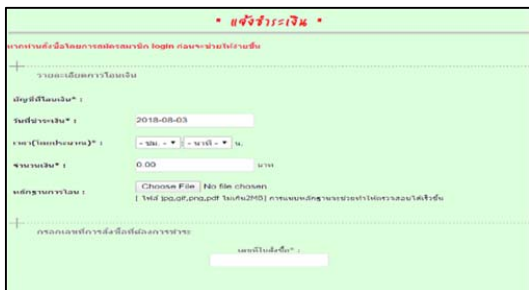 * แจ้งชำระเงิน *
หากท่านสั่งซื้อโดยการสมัครสมาชิก login ก่อนจะช่วยให้ง่ายขึ้น
รายละเอียดการโอนเงิน
บัญชีที่โอนเงิน* :
วันที่ชำระเงิน* : 2018-08-03
เวลา(โดยประมาณ)* : - ชม. - - นาที - น.
จำนวนเงิน* : 0.00 บาท
หลักฐานการโอน : Choose File No file chosen
[ ไฟล์ jpg,gif,png,pdf ไม่เกิน2MB] การแนบหลักฐานจะช่วยทำให้ตรวจสอบได้เร็วขึ้น
กรอกเลขที่การสั่งซื้อที่ต้องการชำระ
เลขที่ใบสั่งซื้อ* :